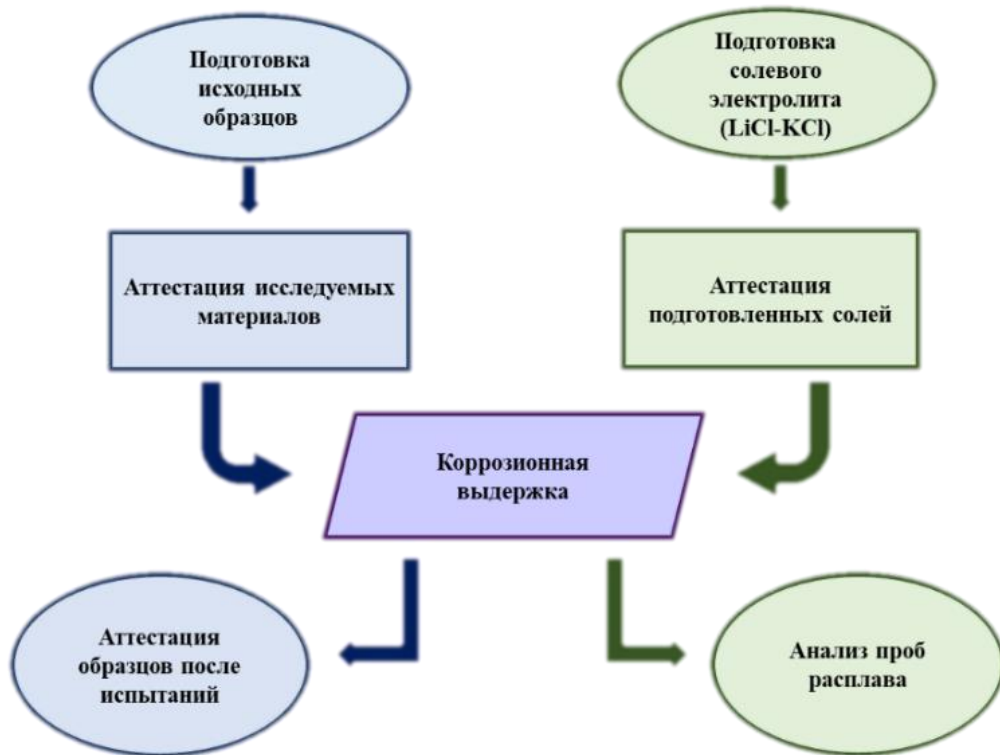 Подготовка
исходных
образцов
Подготовка
солевого
электролита
(LiCl-KCl)
Аттестация исследуемых
материалов
Аттестация
подготовленных солей
Коррозионная
выдержка
Аттестация
образцов после
испытаний
Анализ проб
расплава